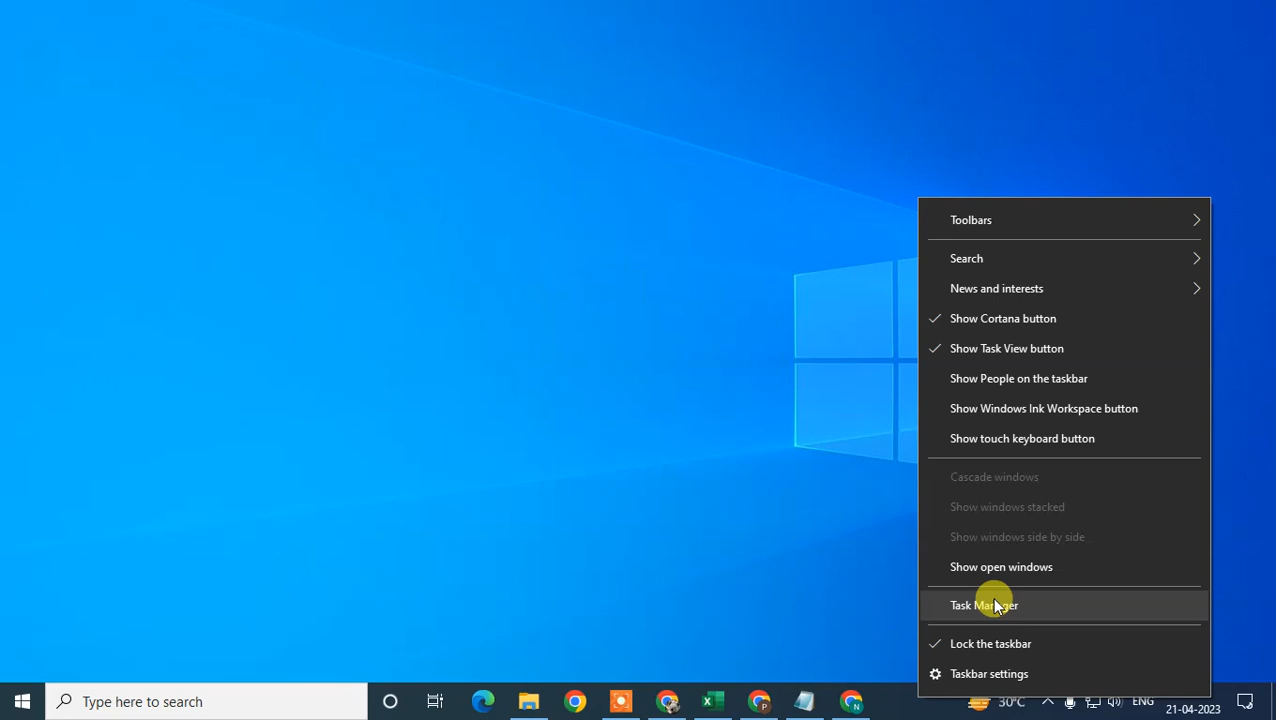 Toolbars
Search
News and interests
Show Cortana button
Show Task View button
Show People on the taskbar
Show Windows Ink Workspace button
Show touch keyboard button
Cascade windows
Show windows stacked
Show windows side by side
Show open windows
Task Manager
Lock the taskbar
Taskbar settings
Type here to search
30°C
ENG
21-04-2023